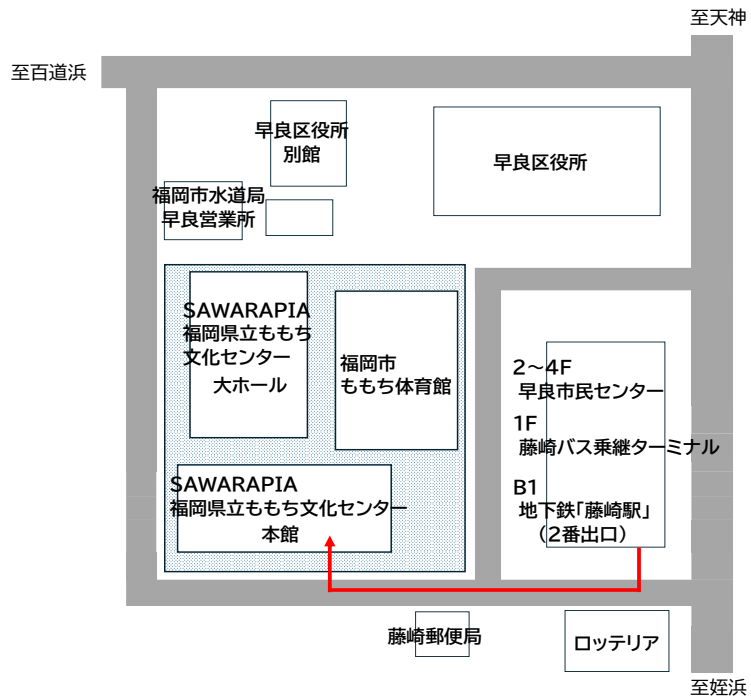 至天神
至百道浜
早良区役所
別館
早良区役所
福岡市水道局
早良営業所
SAWARAPIA
福岡県立ももち
文化センター
大ホール
福岡市
ももち体育館
2～4F
早良市民センター
1F
藤崎バス乗継ターミナル
B1
地下鉄「藤崎駅」
（2番出口）
SAWARAPIA
福岡県立ももち文化センター
本館
藤崎郵便局
ロッテリア
至姪浜